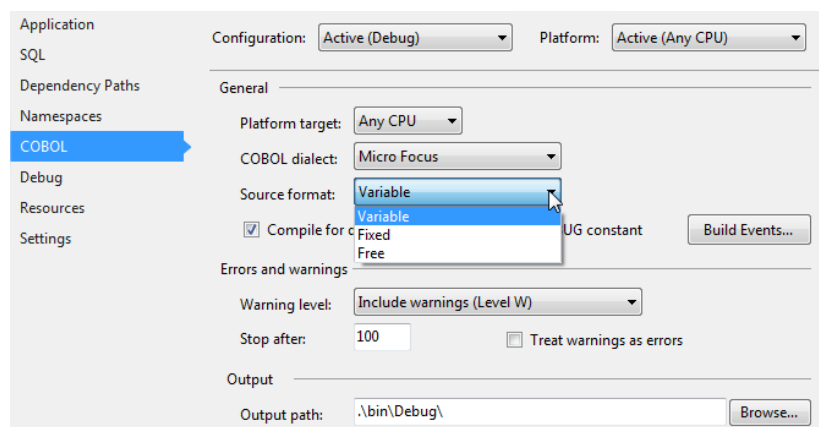 Application
SQL
Dependency Paths
Namespaces
COBOL
Debug
Resources
Settings
Configuration: Active (Debug) Platform: Active (Any CPU)
General
Platform target: Any CPU
COBOL dialect: Micro Focus
Source format: Variable
Variable
Fixed
Free
Compile for UG constant Build Events...
Errors and warnings
Warning level: Include warnings (Level W)
Stop after: 100 Treat warnings as errors
Output
Output path: .\bin\Debug\ Browse...